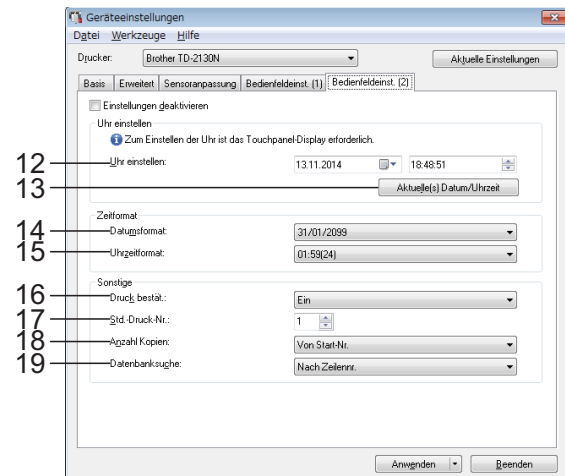 Geräteeinstellungen
Datei Werkzeuge Hilfe
Drucker: Brother TD-2130N Aktuelle Einstellungen
Basis Erweitert Sensoranpassung Bedienfeldeinst. (1) Bedienfeldeinst. (2)
Einstellungen deaktivieren
Uhr einstellen
Zum Einstellen der Uhr ist das Touchpanel-Display erforderlich.
12 Uhr einstellen: 13.11.2014 18:48:51
13 Aktuelle(s) Datum/Uhrzeit
Zeitformat
14 Datumsformat: 31/01/2099
15 Uhrzeitformat: 01:59(24)
Sonstige
16 Druck bestät.: Ein
17 Std.-Druck-Nr.: 1
18 Anzahl Kopien: Von Start-Nr.
19 Datenbanksuche: Nach Zeilennr.
Anwenden Beenden